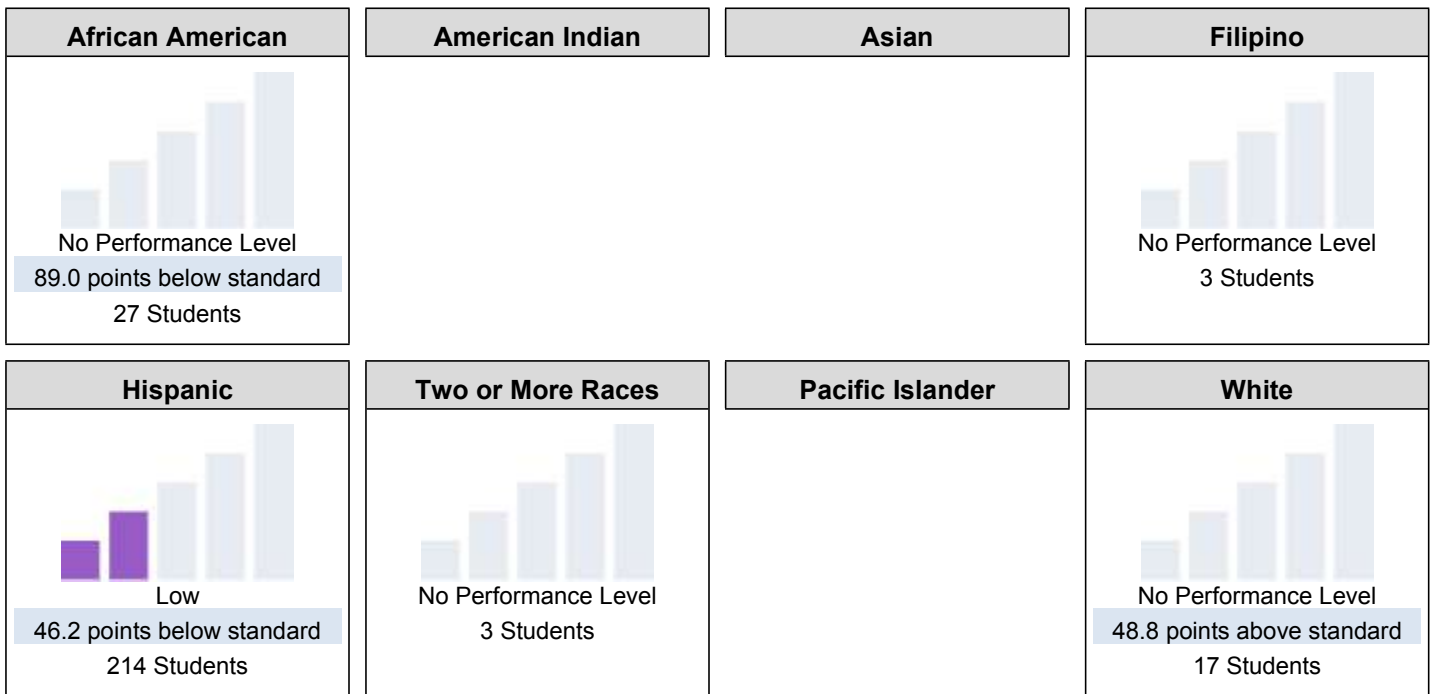 African American
American Indian
Asian
Filipino
No Performance Level
89.0 points below standard
27 Students
No Performance Level
3 Students
Hispanic
Two or More Races
Pacific Islander
White
Low
46.2 points below standard
214 Students
No Performance Level
3 Students
No Performance Level
48.8 points above standard
17 Students